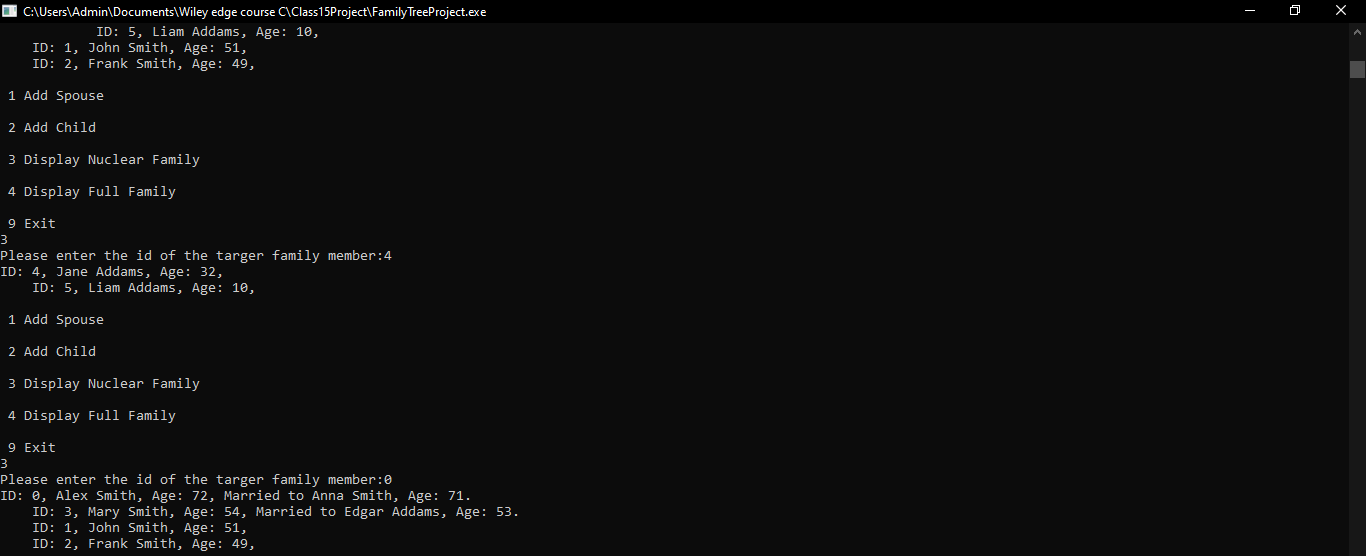 C:\Users\Admin\Documents\Wiley edge course C\Class15Project\FamilyTreeProject.exe
ID: 5, Liam Addams, Age: 10,
ID: 1, John Smith, Age: 51,
ID: 2, Frank Smith, Age: 49,
1 Add Spouse
2 Add Child
3 Display Nuclear Family
4 Display Full Family
9 Exit
3
Please enter the id of the targer family member:4
ID: 4, Jane Addams, Age: 32,
ID: 5, Liam Addams, Age: 10,
1 Add Spouse
2 Add Child
3 Display Nuclear Family
4 Display Full Family
9 Exit
3
Please enter the id of the targer family member:0
ID: 0, Alex Smith, Age: 72, Married to Anna Smith, Age: 71.
ID: 3, Mary Smith, Age: 54, Married to Edgar Addams, Age: 53.
ID: 1, John Smith, Age: 51,
ID: 2, Frank Smith, Age: 49,